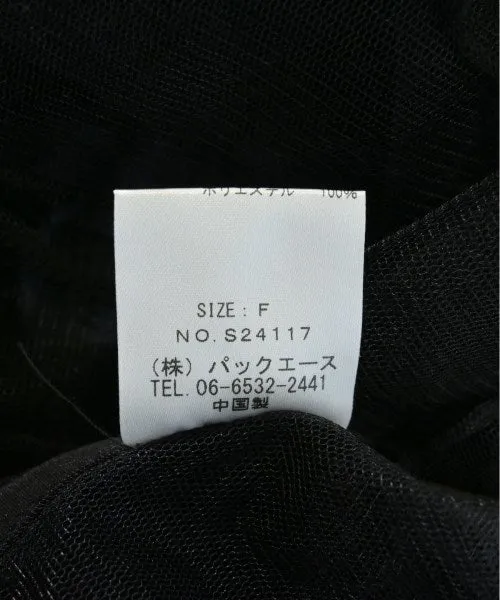 ポリエステル 100%
SIZE: F
NO.S24117
（株）パックエース
TEL.06-6532-2441
中国製